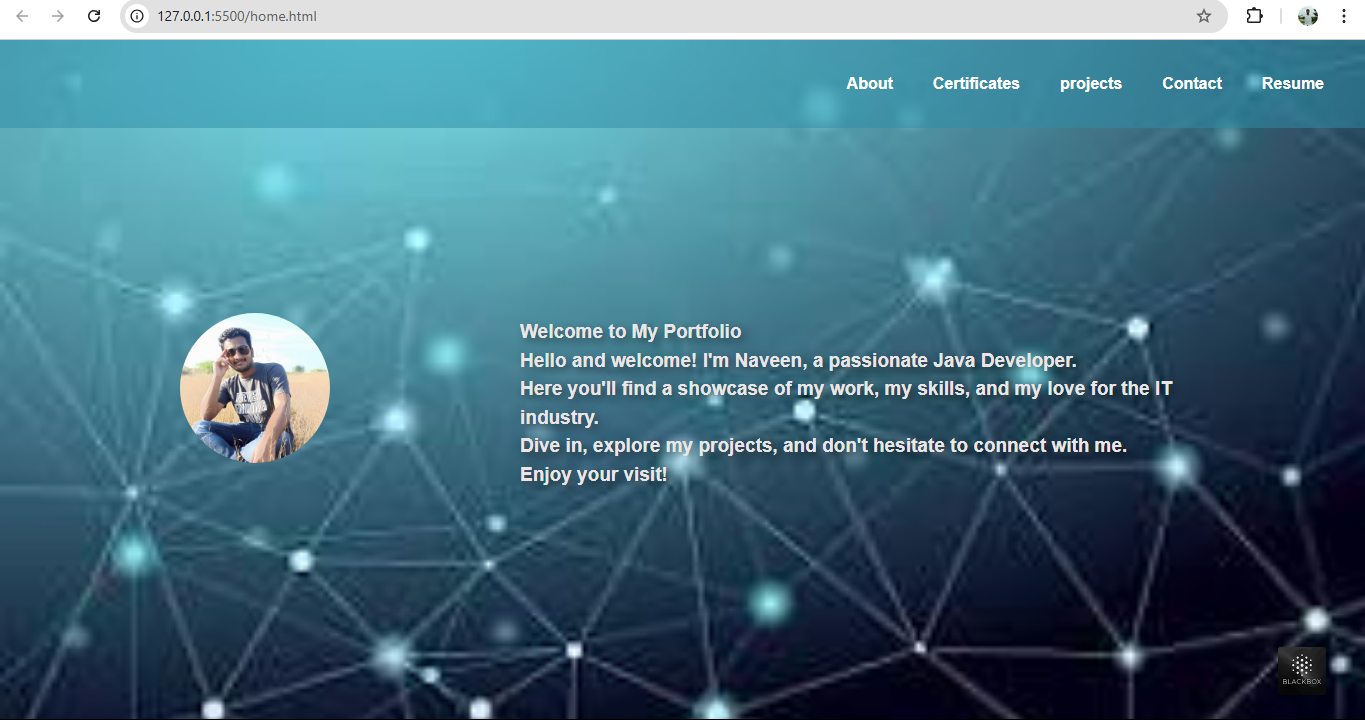 127.0.0.1:5500/home.html
About Certificates projects Contact Resume
Welcome to My Portfolio
Hello and welcome! I'm Naveen, a passionate Java Developer.
Here you'll find a showcase of my work, my skills, and my love for the IT
industry.
Dive in, explore my projects, and don't hesitate to connect with me.
Enjoy your visit!
BLACKBOX